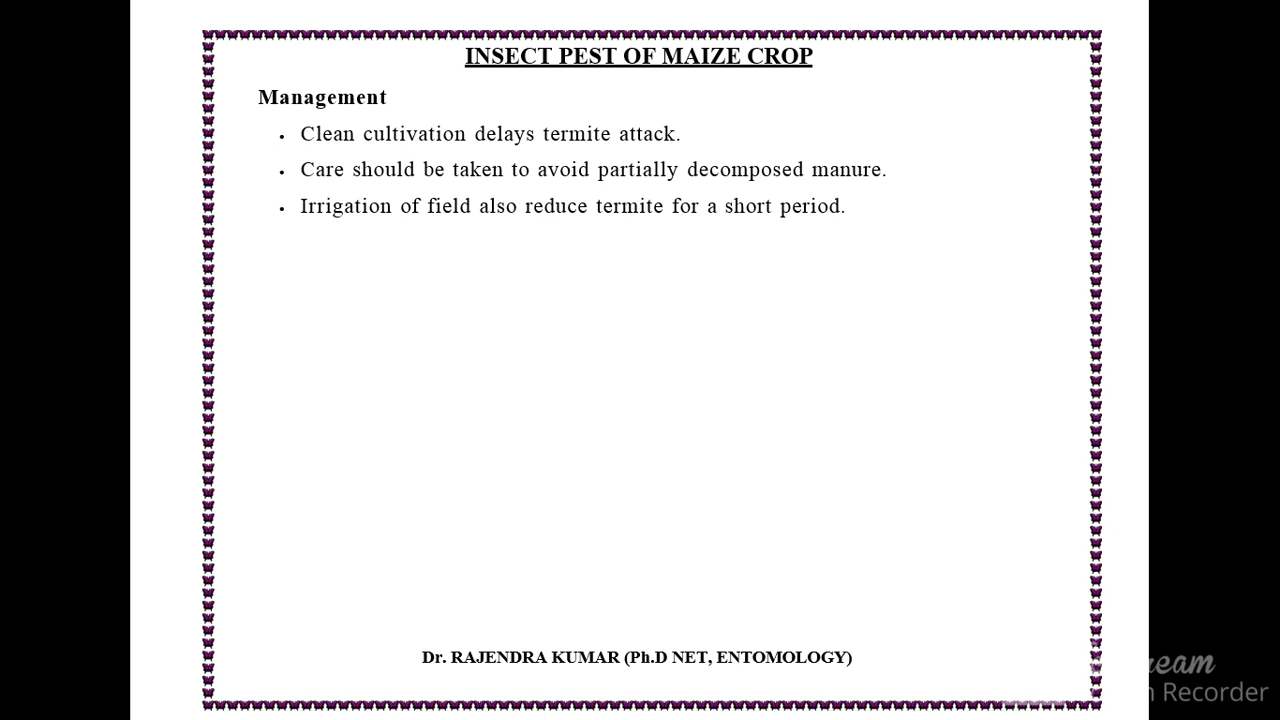 INSECT PEST OF MAIZE CROP
Management
• Clean cultivation delays termite attack.
• Care should be taken to avoid partially decomposed manure.
• Irrigation of field also reduce termite for a short period.
Dr. RAJENDRA KUMAR (Ph.D NET, ENTOMOLOGY)
Recorder